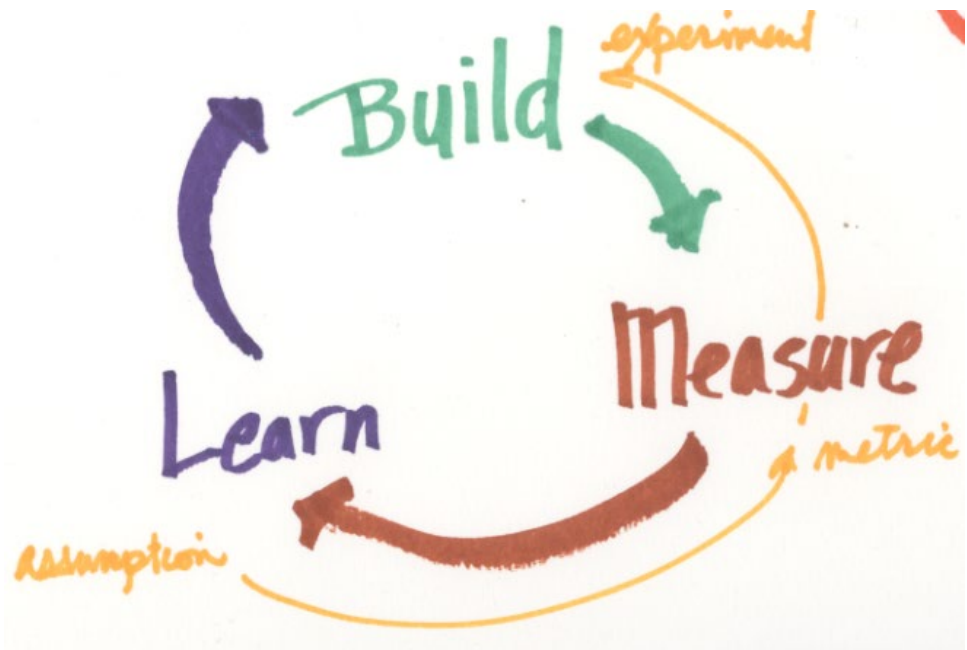 experiment
Build
Measure
a metric
Learn
assumption